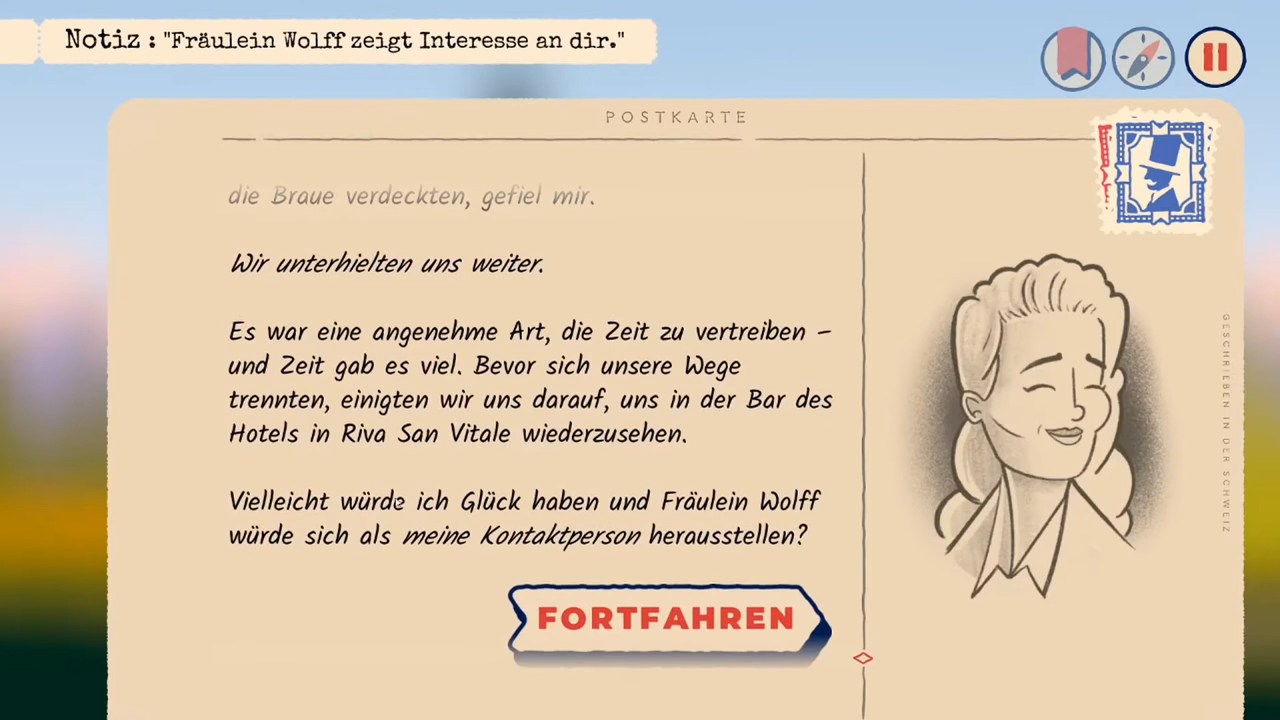 Notiz : "Fräulein Wolff zeigt Interesse an dir."
POSTKARTE
die Braue verdeckten, gefiel mir.
Wir unterhielten uns weiter.
Es war eine angenehme Art, die Zeit zu vertreiben –
und Zeit gab es viel. Bevor sich unsere Wege
trennten, einigten wir uns darauf, uns in der Bar des
Hotels in Riva San Vitale wiederzusehen.
Vielleicht würde ich Glück haben und Fräulein Wolff
würde sich als meine Kontaktperson herausstellen?
FORTFAHREN
GESCHRIEBEN IN DER SCHWEIZ